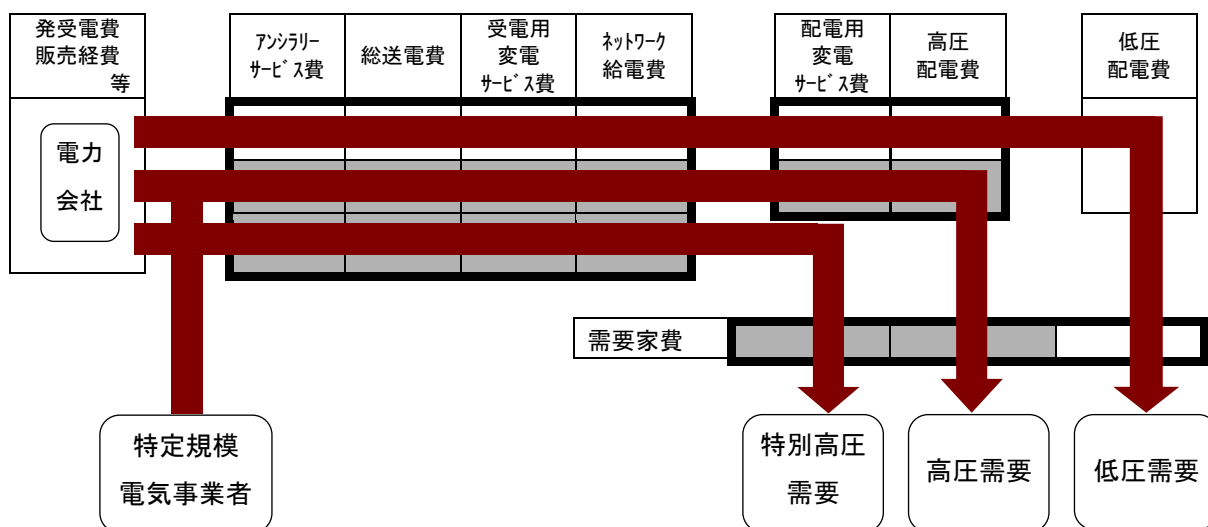 発受電費
販売経費
等
ｱﾝｼﾗﾘｰ
ｻｰﾋﾞｽ費
総送電費
受電用
変電
ｻｰﾋﾞｽ費
ﾈｯﾄﾜｰｸ
給電費
配電用
変電
ｻｰﾋﾞｽ費
高圧
配電費
低圧
配電費
電力
会社
需要家費
特定規模
電気事業者
特別高圧
需要
高圧需要
低圧需要